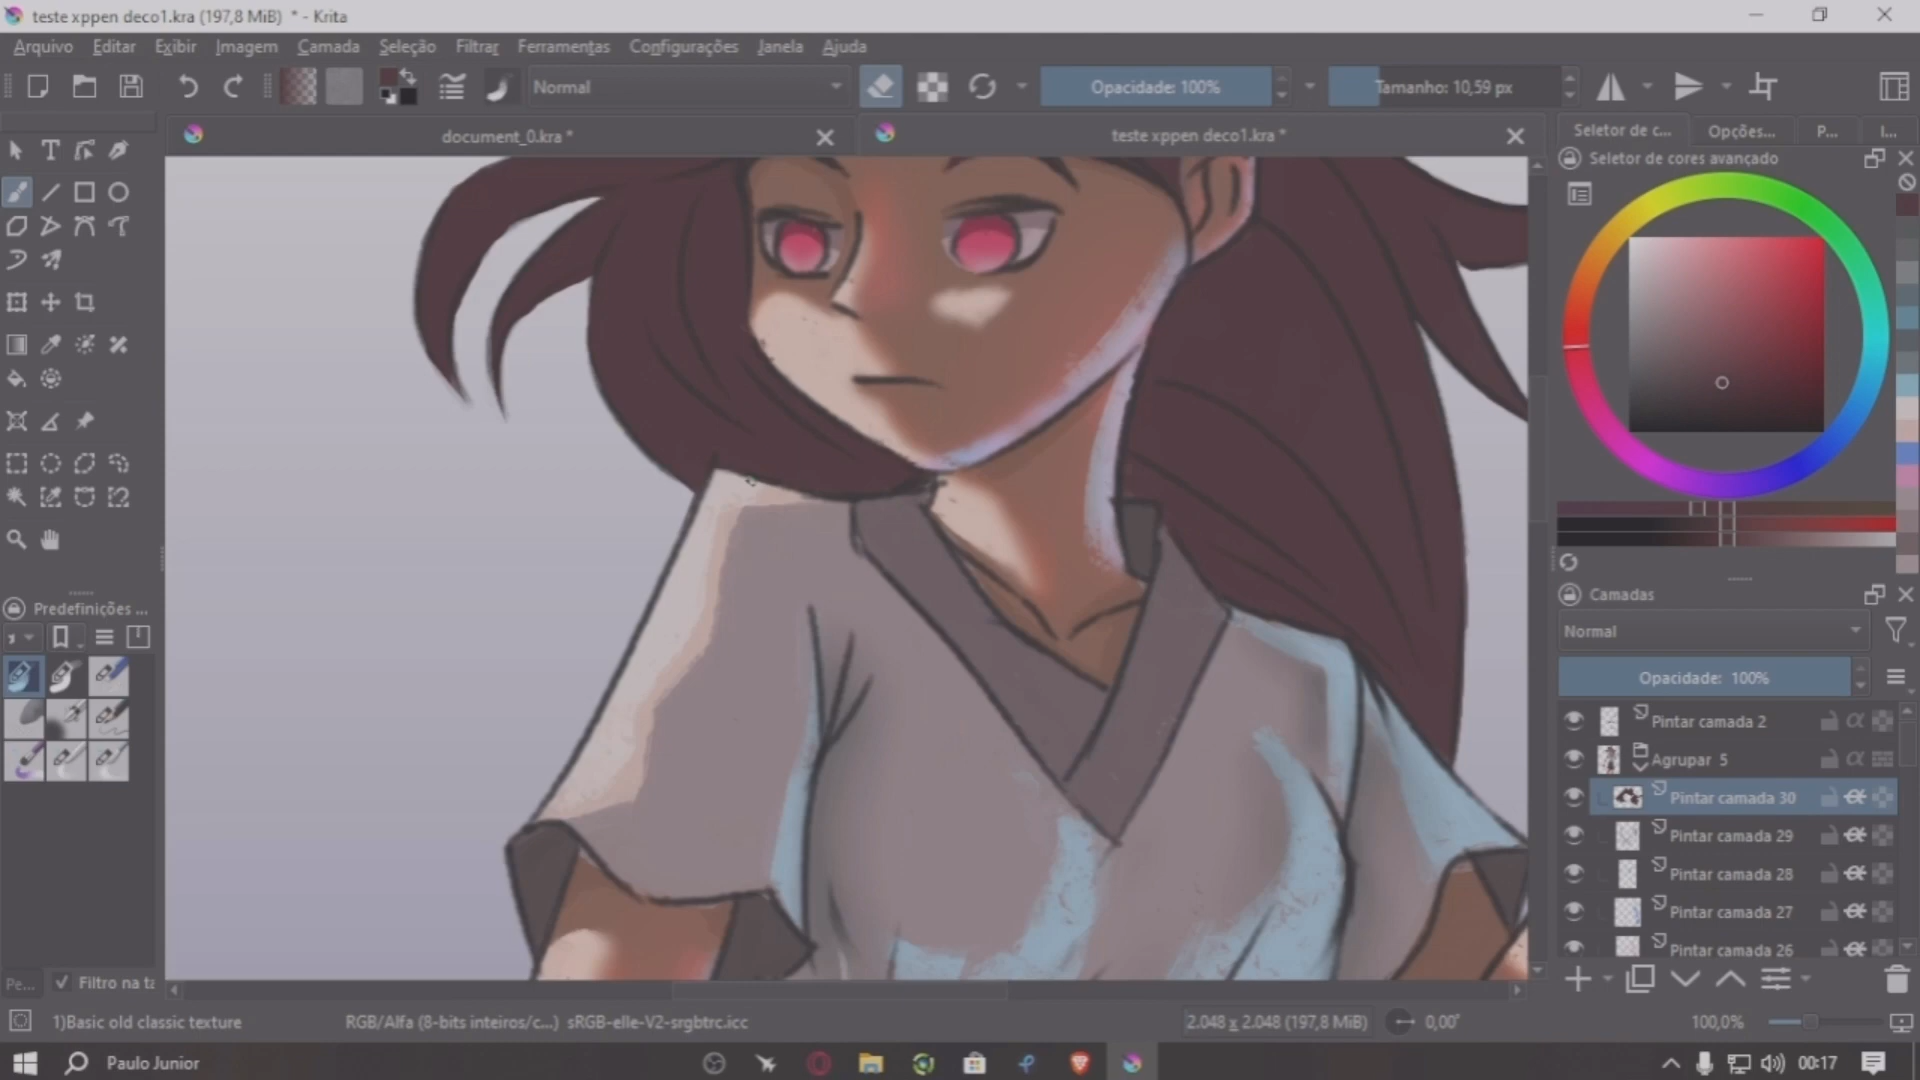 teste xppen deco1.kra (197,8 MiB) * - Krita
Arquivo Editar Exibir Imagem Camada Seleção Filtrar Ferramentas Configurações Janela Ajuda
Normal Opacidade: 100% Tamanho: 10,59 px
document_0.kra * teste xppen deco1.kra *
Seletor de c... Opções... P... I...
Seletor de cores avançado
Predefinições ...
Camadas
Normal
Opacidade: 100%
Pintar camada 2
Agrupar 5
Pintar camada 30
Pintar camada 29
Pintar camada 28
Pintar camada 27
Pintar camada 26
Pe... Filtro na ta
1)Basic old classic texture RGB/Alfa (8-bits inteiros/c...) sRGB-elle-V2-srgbtrc.icc 2.048 x 2.048 (197,8 MiB) 0,00° 100,0%
Paulo Junior 00:17